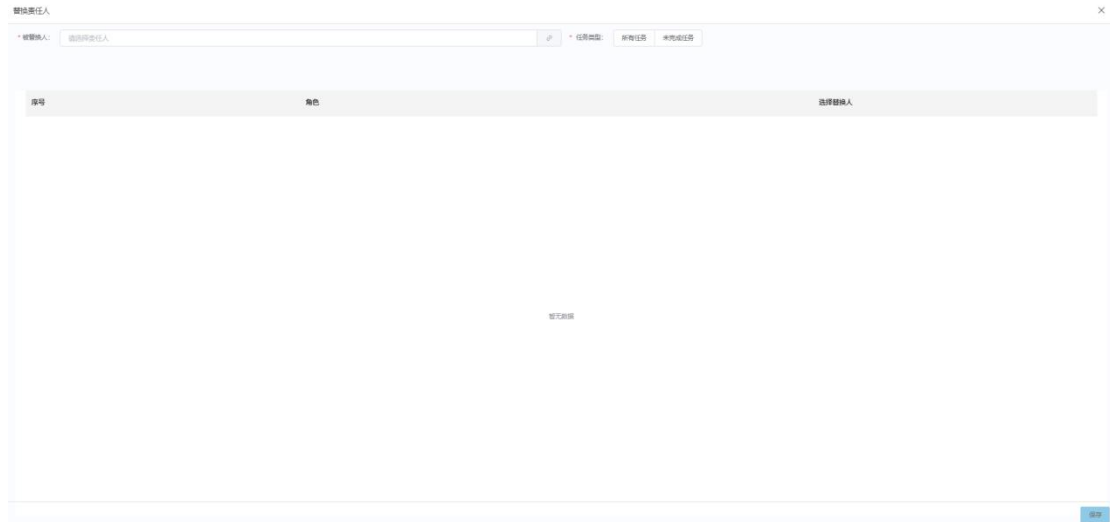 替换责任人
* 被替换人: 请选择责任人 * 任务类型: 所有任务 未完成任务
序号 角色 选择替换人
暂无数据
保存